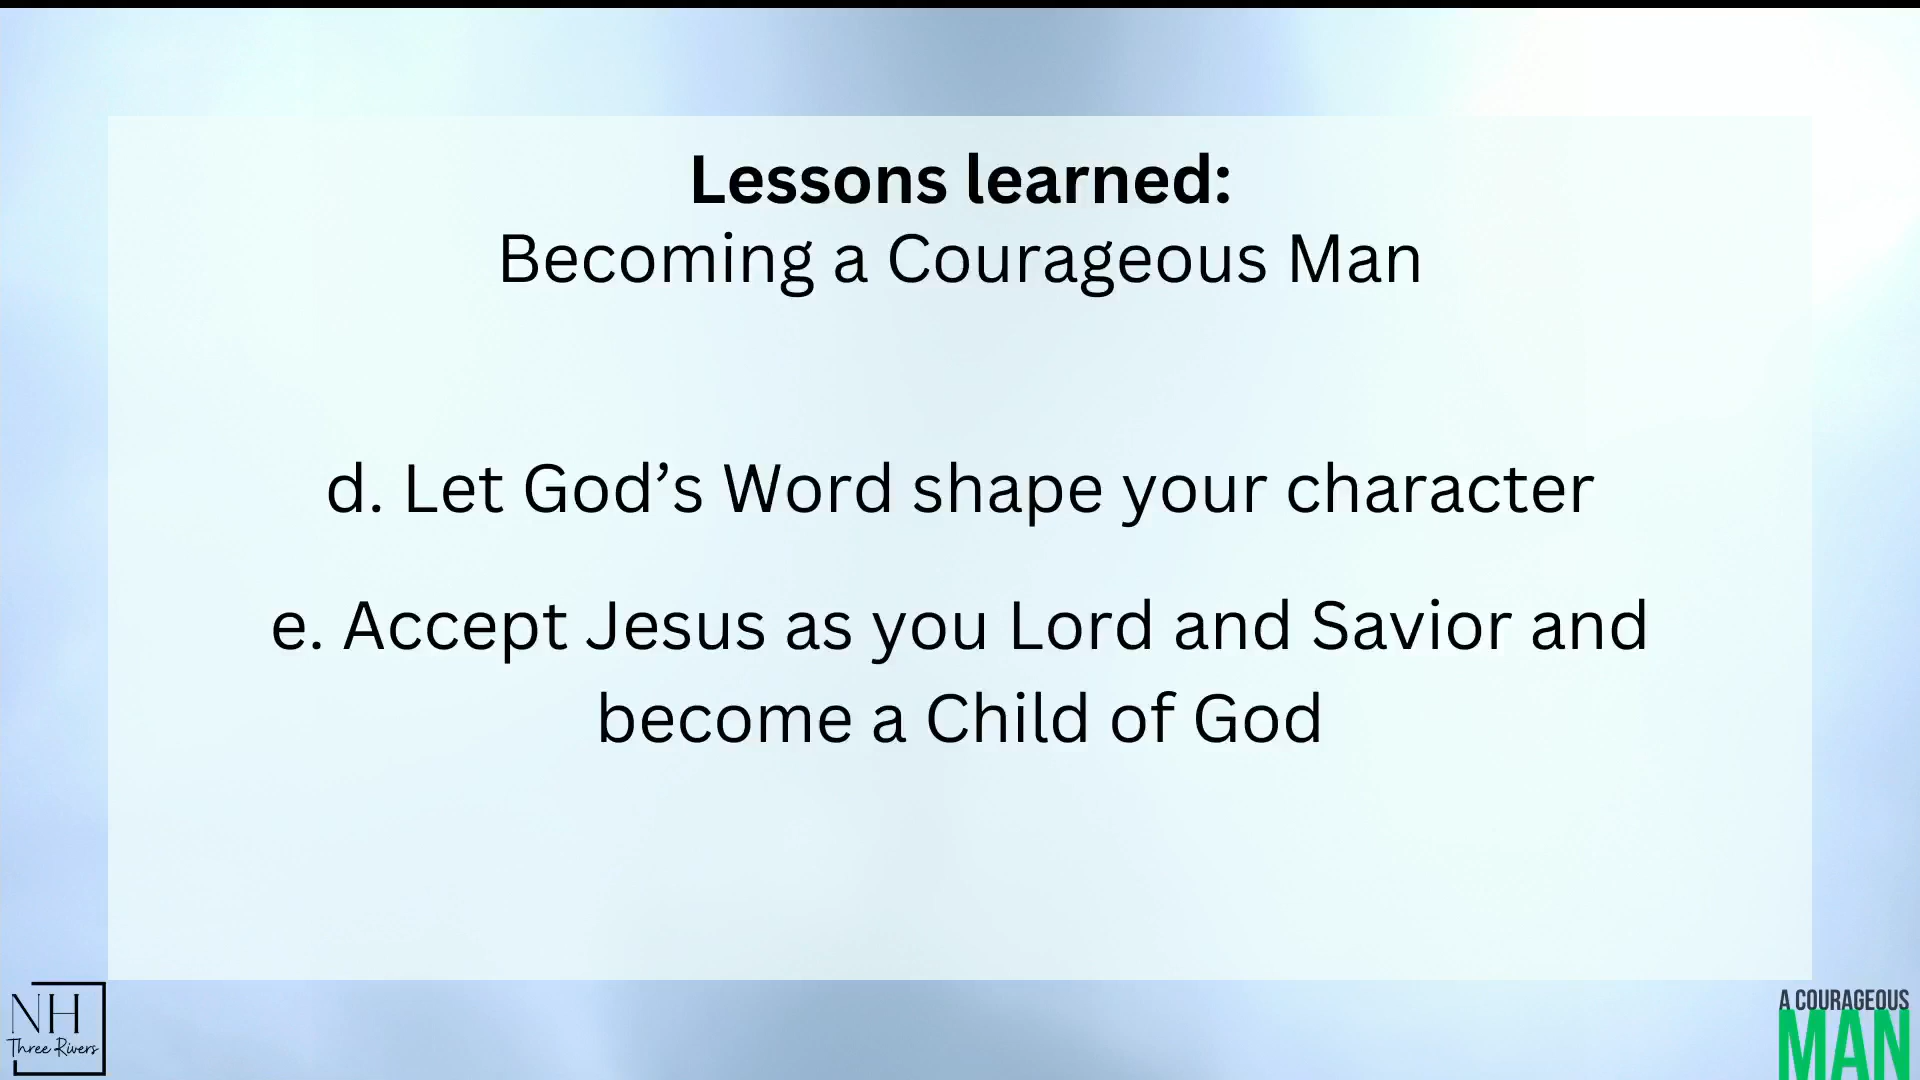 Lessons learned:
Becoming a Courageous Man
d. Let God’s Word shape your character
e. Accept Jesus as you Lord and Savior and
become a Child of God
NH
Three Rivers
A COURAGEOUS
MAN